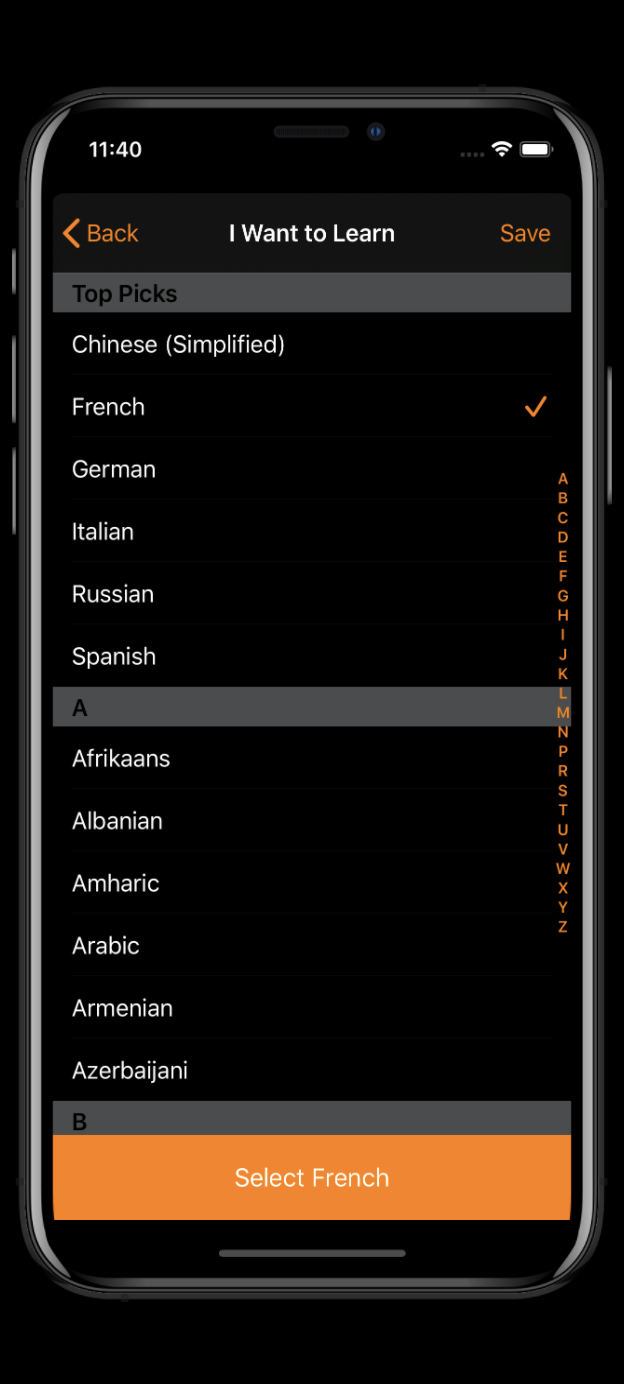 11:40
Back I Want to Learn Save
Top Picks
Chinese (Simplified)
French
German
Italian
Russian
Spanish
A
Afrikaans
Albanian
Amharic
Arabic
Armenian
Azerbaijani
B
Select French
A
B
C
D
E
F
G
H
I
J
K
L
M
N
P
R
S
T
U
V
W
X
Y
Z